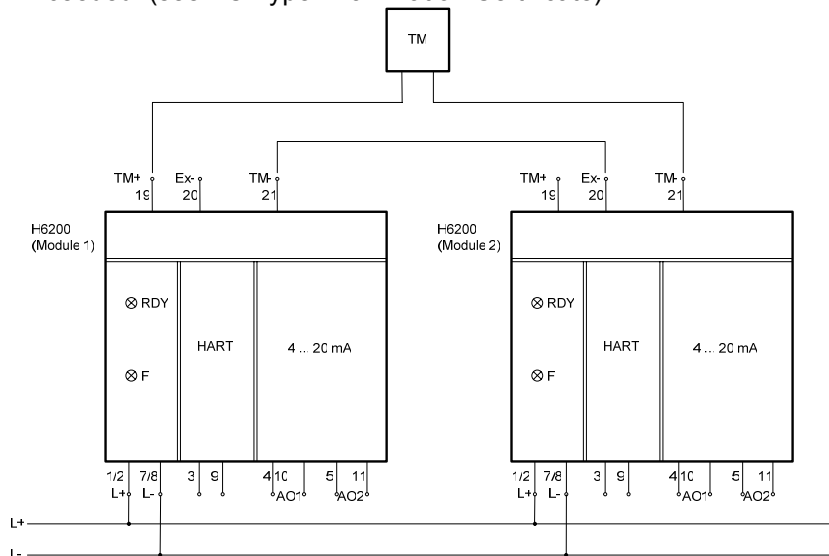 TM
TM+ Ex- TM-
19 20 21
TM+ Ex- TM-
19 20 21
H6200
(Module 1)
RDY
F
HART
4 ... 20 mA
H6200
(Module 2)
RDY
F
HART
4 ... 20 mA
1/2 7/8 3 9 4 10 5 11
L+ L- AO1 AO2
1/2 7/8 3 9 4 10 5 11
L+ L- AO1 AO2
L+
L-